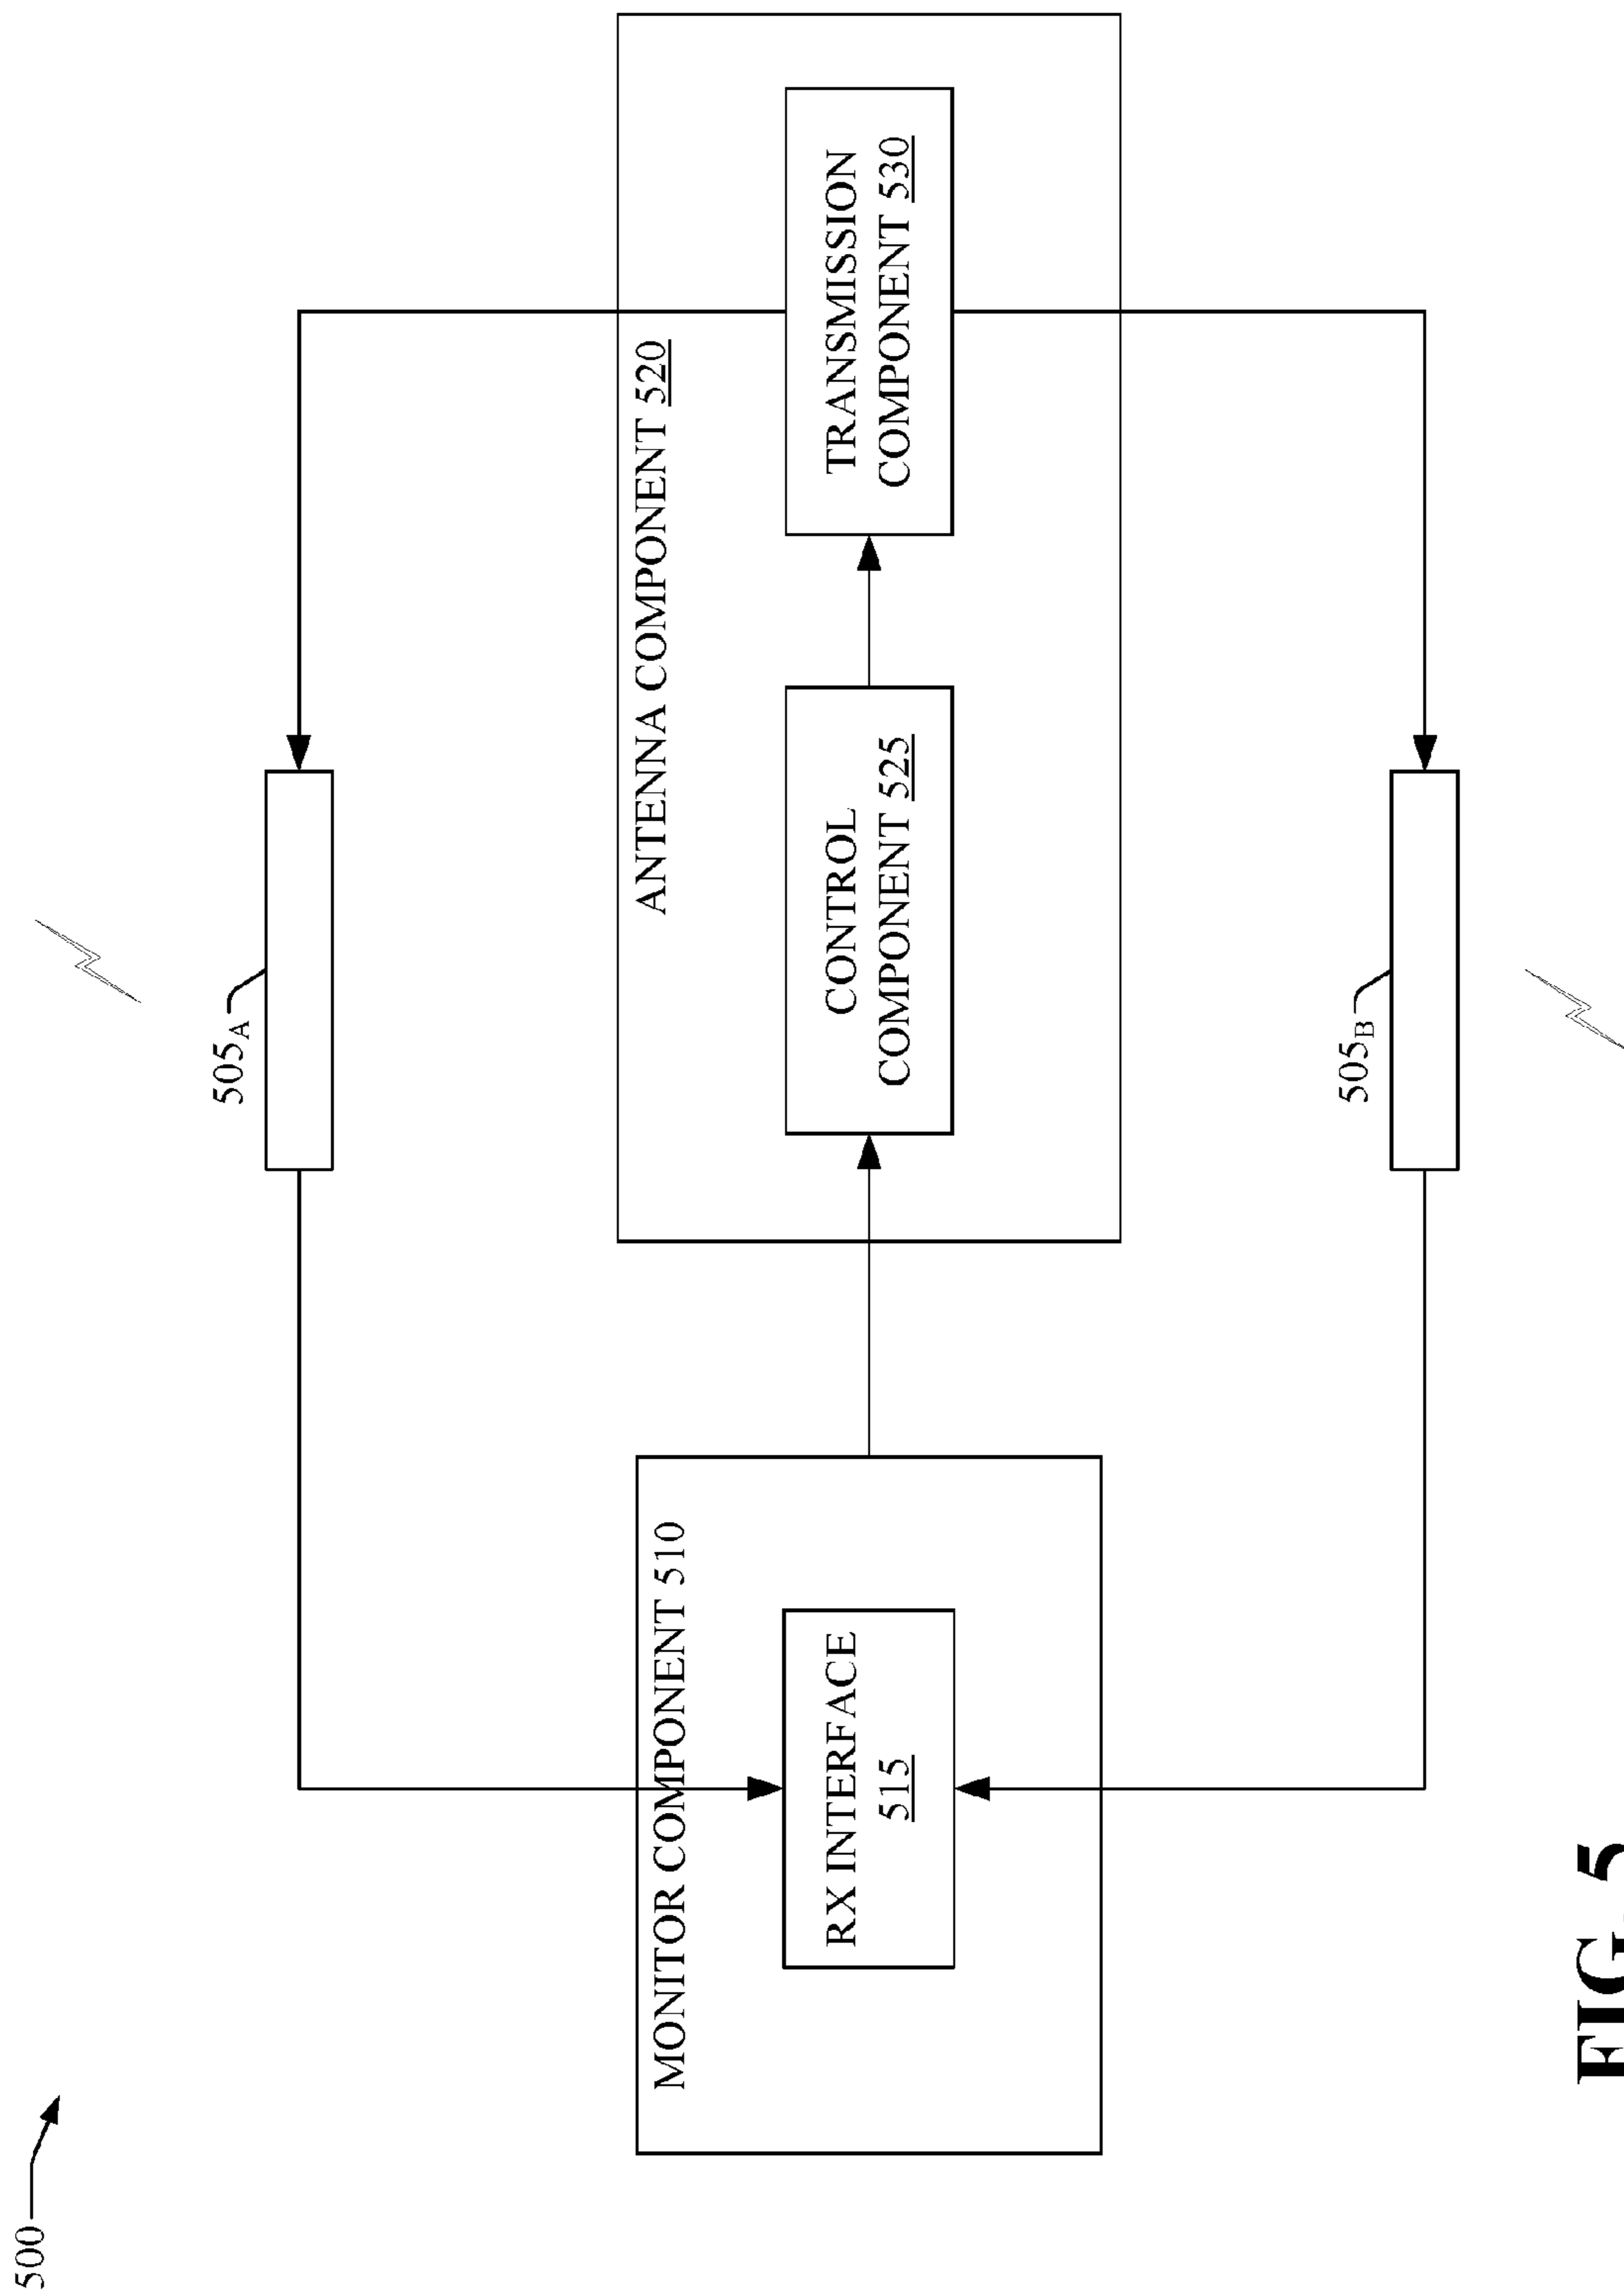 500
505A
MONITOR COMPONENT 510
RX INTERFACE
515
ANTENNA COMPONENT 520
CONTROL
COMPONENT 525
TRANSMISSION
COMPONENT 530
505B
FIG. 5